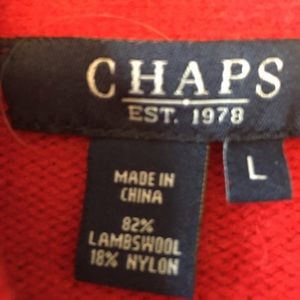 CHAPS
EST. 1978
L
MADE IN
CHINA
82%
LAMBSWOOL
18% NYLON